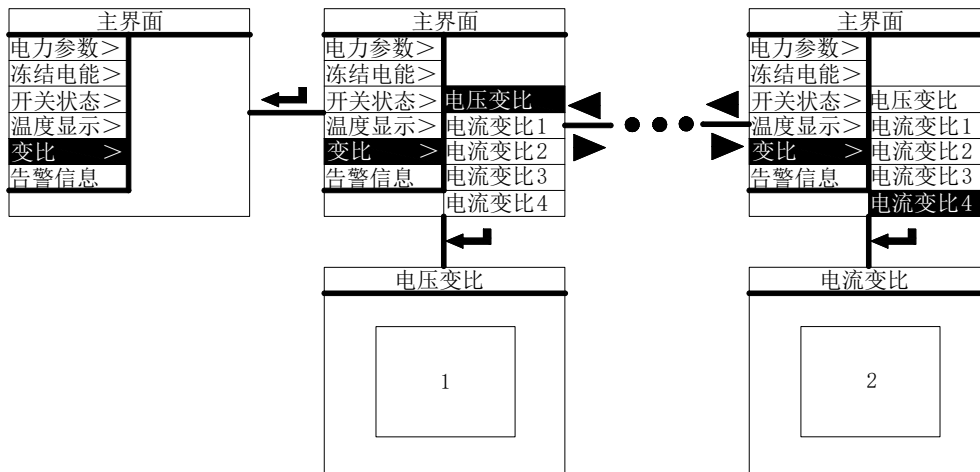 主界面
电力参数>
冻结电能>
开关状态>
温度显示>
变比 >
告警信息
主界面
电力参数>
冻结电能>
开关状态>
温度显示>
变比 >
告警信息
电压变比
电流变比1
电流变比2
电流变比3
电流变比4
主界面
电力参数>
冻结电能>
开关状态>
温度显示>
变比 >
告警信息
电压变比
电流变比1
电流变比2
电流变比3
电流变比4
电压变比
1
电流变比
2